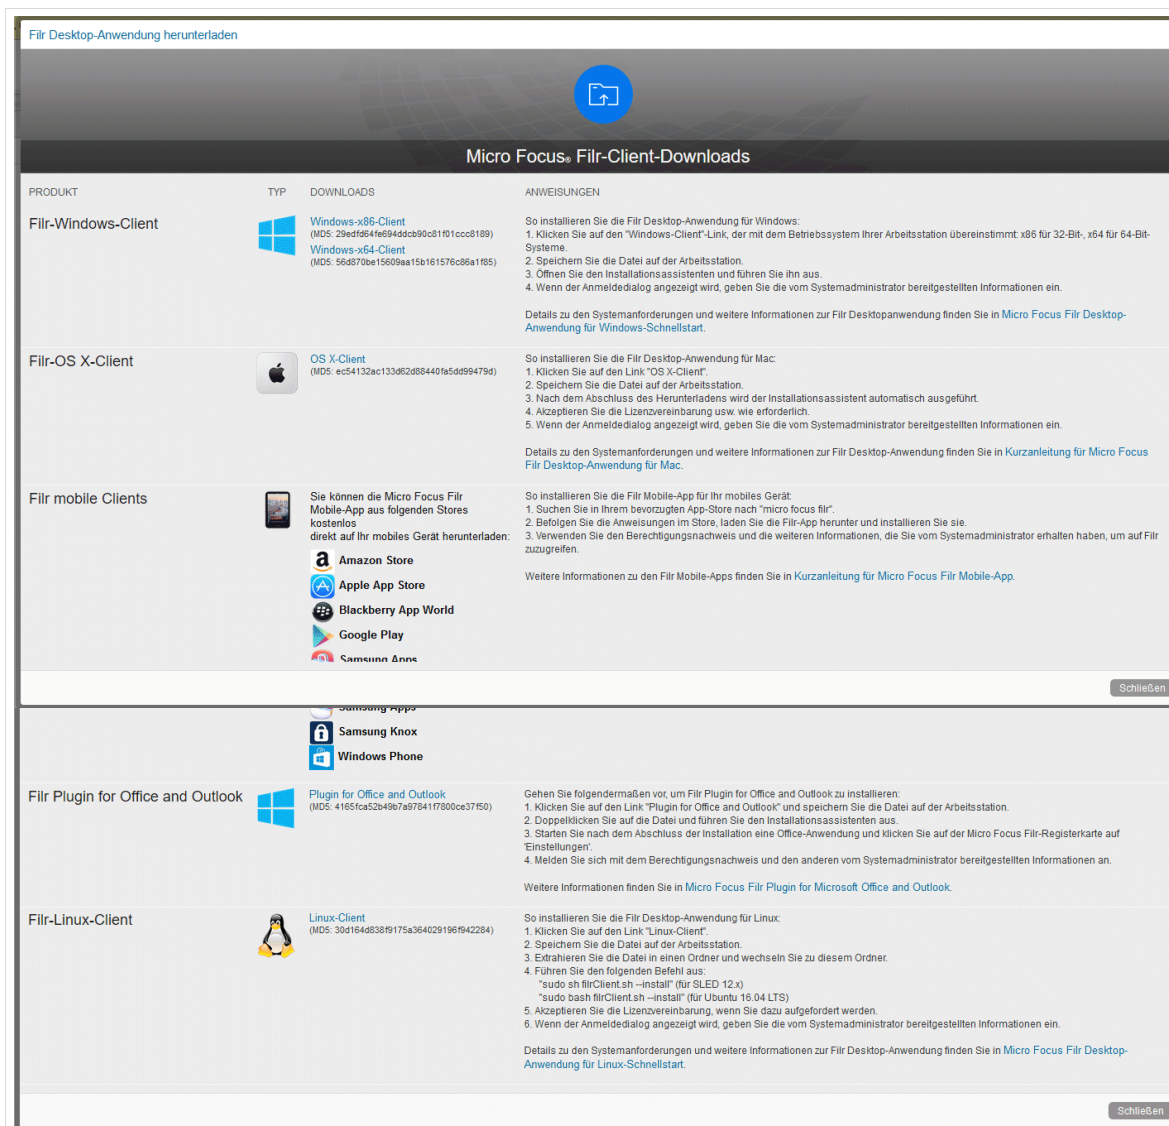 Filr Desktop-Anwendung herunterladen
Micro Focus® Filr-Client-Downloads
PRODUKT TYP DOWNLOADS ANWEISUNGEN
Filr-Windows-Client
Windows-x86-Client
(MD5: 29edfd64fe694ddcb90c81f01ccc8189)
Windows-x64-Client
(MD5: 56d870be15609aa15b161576c86a1f85)
So installieren Sie die Filr Desktop-Anwendung für Windows:
1. Klicken Sie auf den "Windows-Client"-Link, der mit dem Betriebssystem Ihrer Arbeitsstation übereinstimmt: x86 für 32-Bit-, x64 für 64-Bit-
Systeme.
2. Speichern Sie die Datei auf der Arbeitsstation.
3. Öffnen Sie den Installationsassistenten und führen Sie ihn aus.
4. Wenn der Anmeldedialog angezeigt wird, geben Sie die vom Systemadministrator bereitgestellten Informationen ein.
Details zu den Systemanforderungen und weitere Informationen zur Filr Desktopanwendung finden Sie in Micro Focus Filr Desktop-
Anwendung für Windows-Schnellstart.
Filr-OS X-Client
OS X-Client
(MD5: ec54132ac133d62d88440fa5dd99479d)
So installieren Sie die Filr Desktop-Anwendung für Mac:
1. Klicken Sie auf den Link "OS X-Client".
2. Speichern Sie die Datei auf der Arbeitsstation.
3. Nach dem Abschluss des Herunterladens wird der Installationsassistent automatisch ausgeführt.
4. Akzeptieren Sie die Lizenzvereinbarung usw. wie erforderlich.
5. Wenn der Anmeldedialog angezeigt wird, geben Sie die vom Systemadministrator bereitgestellten Informationen ein.
Details zu den Systemanforderungen und weitere Informationen zur Filr Desktop-Anwendung finden Sie in Kurzanleitung für Micro Focus
Filr Desktop-Anwendung für Mac.
Filr mobile Clients
Sie können die Micro Focus Filr
Mobile-App aus folgenden Stores
kostenlos
direkt auf Ihr mobiles Gerät herunterladen:
Amazon Store
Apple App Store
Blackberry App World
Google Play
Samsung Apps
So installieren Sie die Filr Mobile-App für Ihr mobiles Gerät:
1. Suchen Sie in Ihrem bevorzugten App-Store nach "micro focus filr".
2. Befolgen Sie die Anweisungen im Store, laden Sie die Filr-App herunter und installieren Sie sie.
3. Verwenden Sie den Berechtigungsnachweis und die weiteren Informationen, die Sie vom Systemadministrator erhalten haben, um auf Filr
zuzugreifen.
Weitere Informationen zu den Filr Mobile-Apps finden Sie in Kurzanleitung für Micro Focus Filr Mobile-App.
Schließen
Samsung Apps
Samsung Knox
Windows Phone
Filr Plugin for Office and Outlook
Plugin for Office and Outlook
(MD5: 4165fca52b49b7a97841f7800ce37f50)
Gehen Sie folgendermaßen vor, um Filr Plugin for Office and Outlook zu installieren:
1. Klicken Sie auf den Link "Plugin for Office and Outlook" und speichern Sie die Datei auf der Arbeitsstation.
2. Doppelklicken Sie auf die Datei und führen Sie den Installationsassistenten aus.
3. Starten Sie nach dem Abschluss der Installation eine Office-Anwendung und klicken Sie auf der Micro Focus Filr-Registerkarte auf
'Einstellungen'.
4. Melden Sie sich mit dem Berechtigungsnachweis und den anderen vom Systemadministrator bereitgestellten Informationen an.
Weitere Informationen finden Sie in Micro Focus Filr Plugin for Microsoft Office and Outlook.
Filr-Linux-Client
Linux-Client
(MD5: 30d164d838f9175a364029196f942284)
So installieren Sie die Filr Desktop-Anwendung für Linux:
1. Klicken Sie auf den Link "Linux-Client".
2. Speichern Sie die Datei auf der Arbeitsstation.
3. Extrahieren Sie die Datei in einen Ordner und wechseln Sie zu diesem Ordner.
4. Führen Sie den folgenden Befehl aus:
"sudo sh filrClient.sh --install" (für SLED 12.x)
"sudo bash filrClient.sh --install" (für Ubuntu 16.04 LTS)
5. Akzeptieren Sie die Lizenzvereinbarung, wenn Sie dazu aufgefordert werden.
6. Wenn der Anmeldedialog angezeigt wird, geben Sie die vom Systemadministrator bereitgestellten Informationen ein.
Details zu den Systemanforderungen und weitere Informationen zur Filr Desktop-Anwendung finden Sie in Micro Focus Filr Desktop-
Anwendung für Linux-Schnellstart.
Schließen